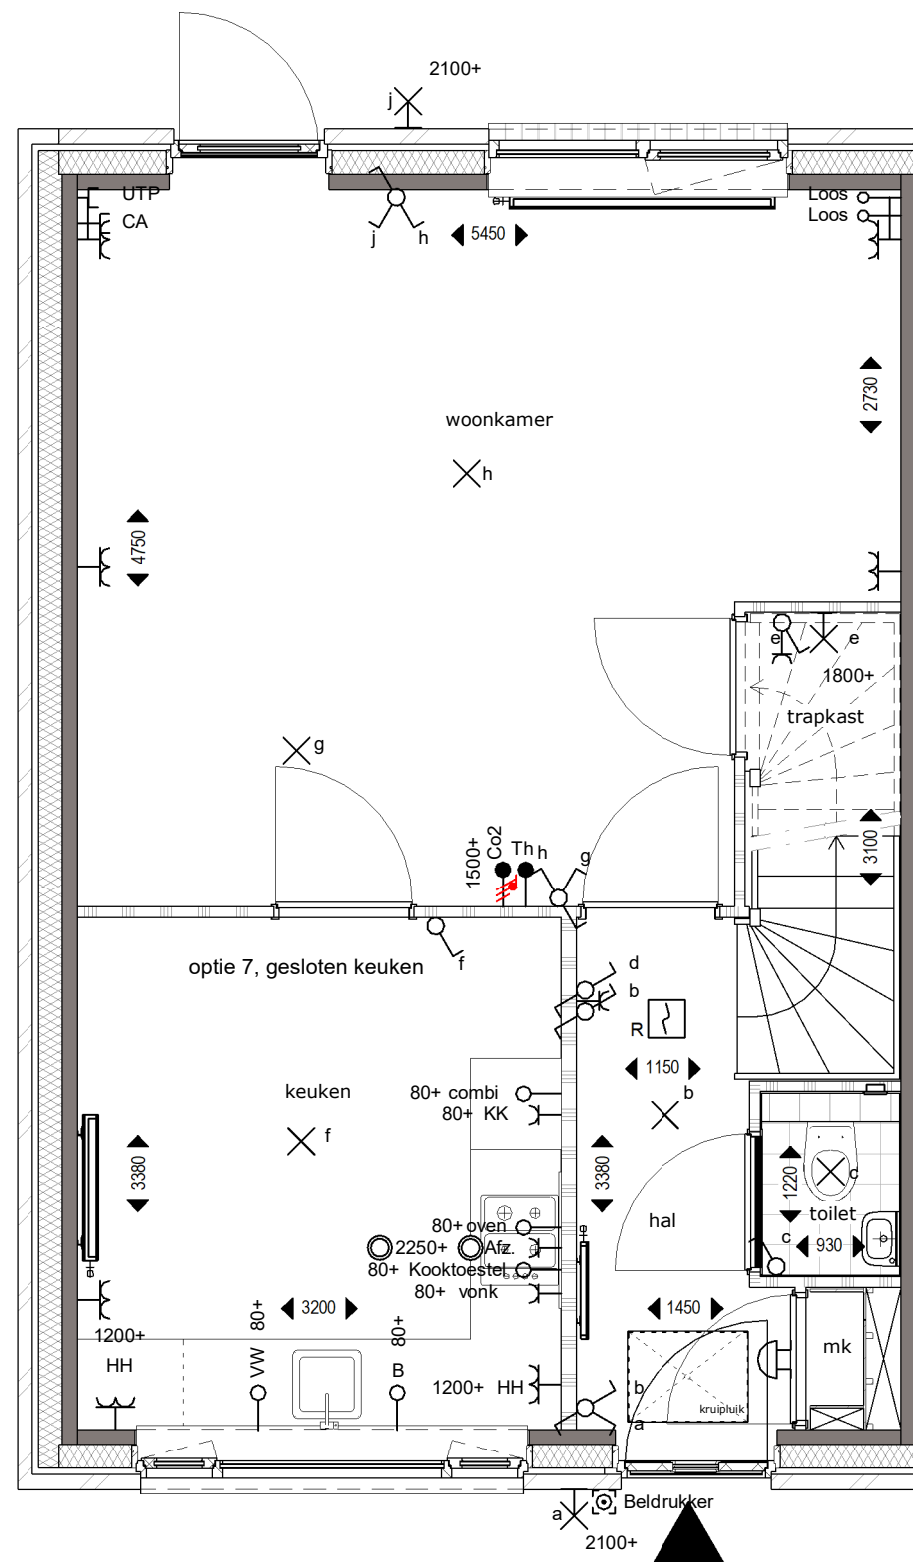 2100+
j
UTP
CA
j
h
5450
Loos
Loos
2730
woonkamer
h
4750
e
e
1800+
trapkast
g
3100
1500+
Co2
Th
h
g
f
optie 7, gesloten keuken
d
b
R
1150
keuken
80+ combi
80+ KK
b
f
3380
3380
1220
c
hal
toilet
80+ oven
2250+ Afz.
c
930
80+ Kooktoestel
80+ vonk
3200
1450
80+
80+
1200+
HH
VW
B
mk
1200+ HH
b
kruipluik
a
Beldrukker
a
2100+